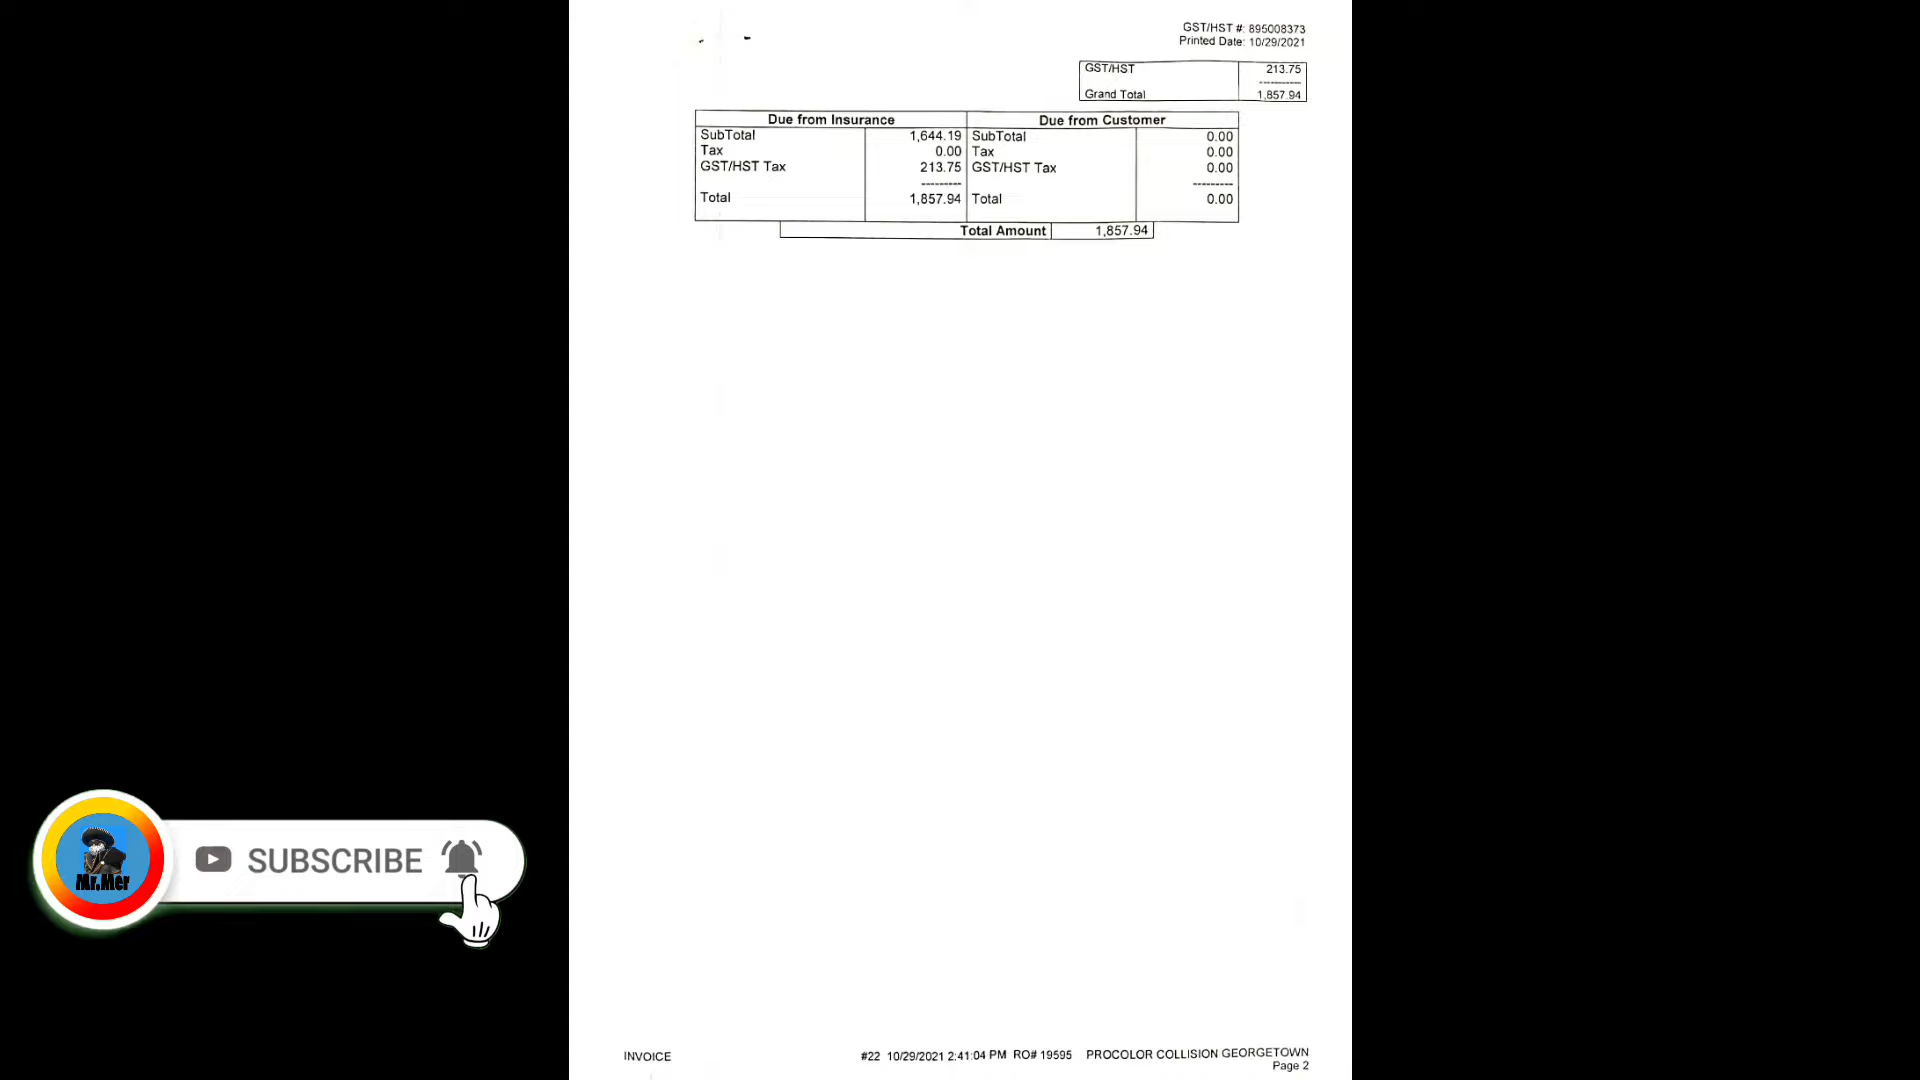 GST/HST #: 895008373
Printed Date: 10/29/2021
GST/HST 213.75
----------
Grand Total 1,857.94
Due from Insurance Due from Customer
SubTotal 1,644.19 SubTotal 0.00
Tax 0.00 Tax 0.00
GST/HST Tax 213.75 GST/HST Tax 0.00
--------- ---------
Total 1,857.94 Total 0.00
Total Amount 1,857.94
Mr.Mer
SUBSCRIBE
INVOICE #22 10/29/2021 2:41:04 PM RO# 19595 PROCOLOR COLLISION GEORGETOWN
Page 2